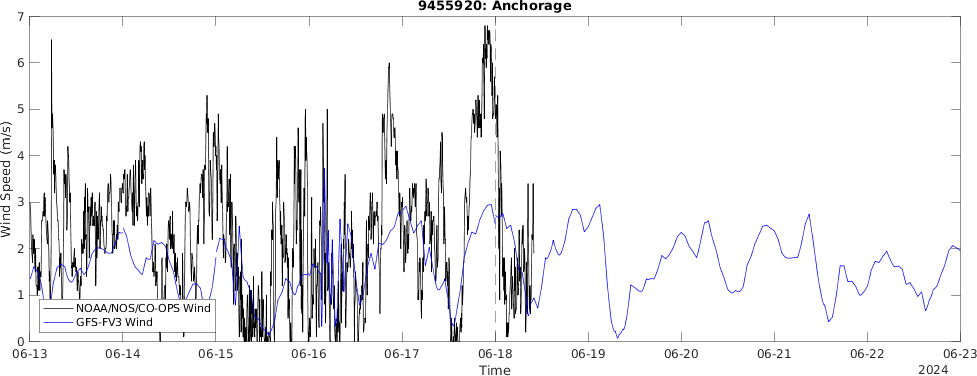 9455920: Anchorage
7
6
5
4
3
2
1
0
Wind Speed (m/s)
NOAA/NOS/CO-OPS Wind
GFS-FV3 Wind
06-13 06-14 06-15 06-16 06-17 06-18 06-19 06-20 06-21 06-22 06-23
Time
2024